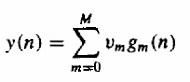 y(n) = \sum_{m=0}^{M} v_m g_m(n)